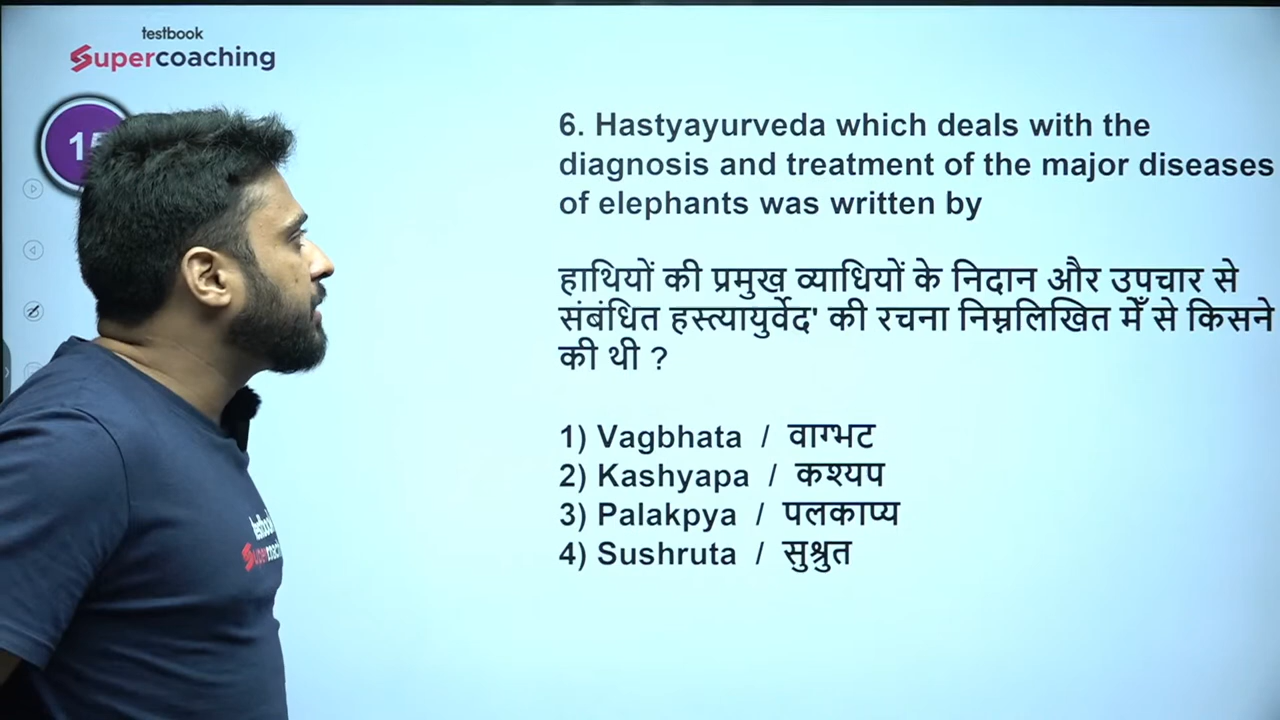 testbook
Supercoaching
6. Hastyayurveda which deals with the
diagnosis and treatment of the major diseases
of elephants was written by
हाथियों की प्रमुख व्याधियों के निदान और उपचार से
संबंधित हस्त्यायुर्वेद' की रचना निम्नलिखित मेँ से किसने
की थी ?
1) Vagbhata / वाग्भट
2) Kashyapa / कश्यप
3) Palakpya / पलकाप्य
4) Sushruta / सुश्रुत